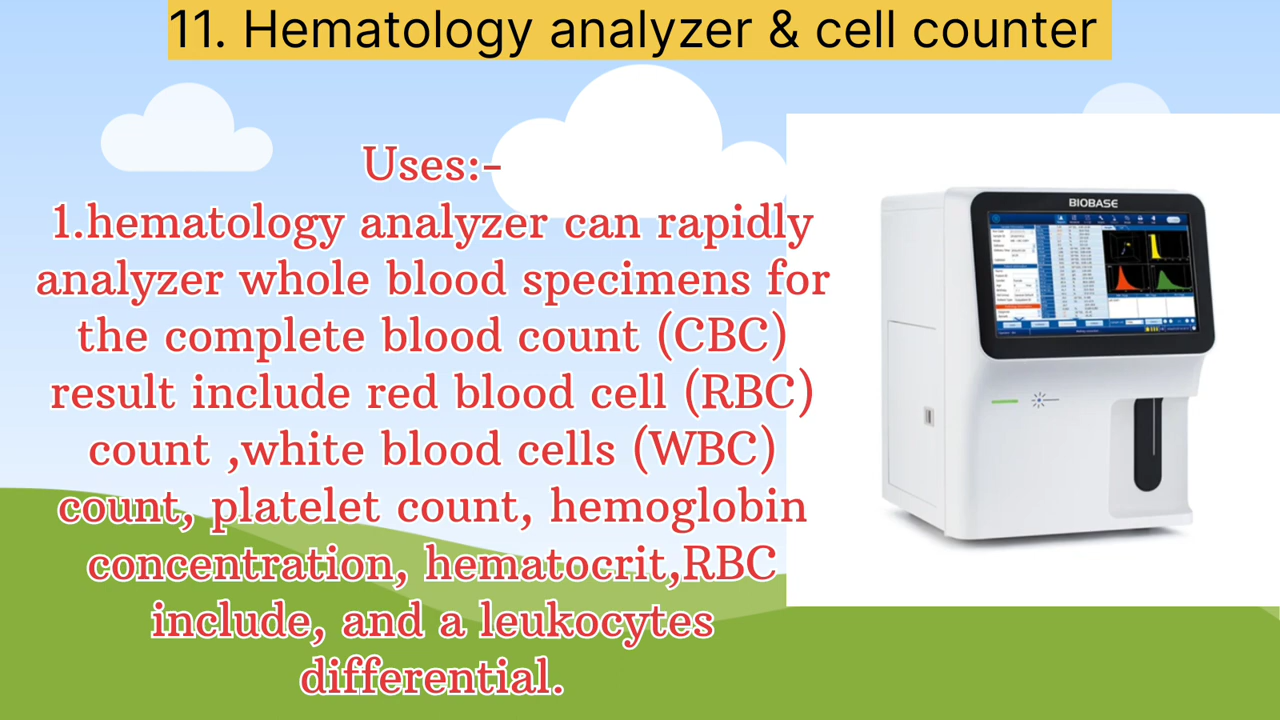 11. Hematology analyzer & cell counter
Uses:-
1.hematology analyzer can rapidly
analyzer whole blood specimens for
the complete blood count (CBC)
result include red blood cell (RBC)
count ,white blood cells (WBC)
count, platelet count, hemoglobin
concentration, hematocrit,RBC
include, and a leukocytes
differential.
BIOBASE